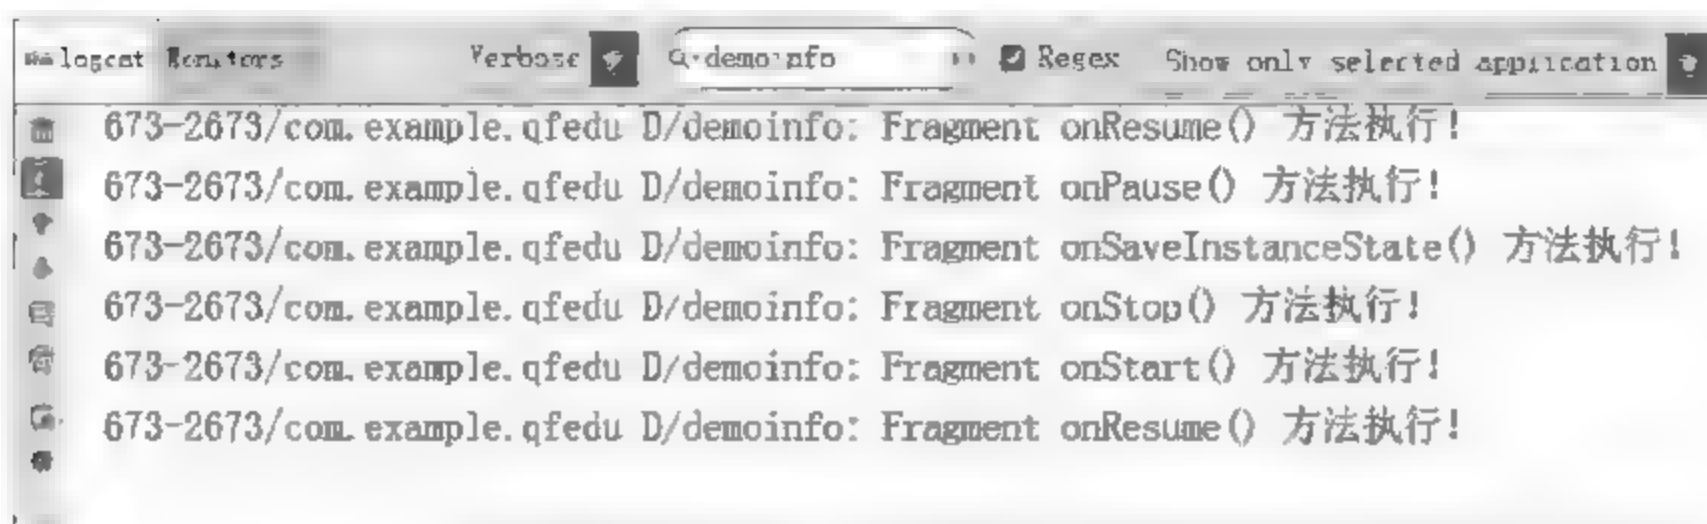 logcat Monitors Verbose demoinfo Regex Show only selected application
673-2673/com.example.qfedu D/demoinfo: Fragment onResume() 方法执行!
673-2673/com.example.qfedu D/demoinfo: Fragment onPause() 方法执行!
673-2673/com.example.qfedu D/demoinfo: Fragment onSaveInstanceState() 方法执行!
673-2673/com.example.qfedu D/demoinfo: Fragment onStop() 方法执行!
673-2673/com.example.qfedu D/demoinfo: Fragment onStart() 方法执行!
673-2673/com.example.qfedu D/demoinfo: Fragment onResume() 方法执行!